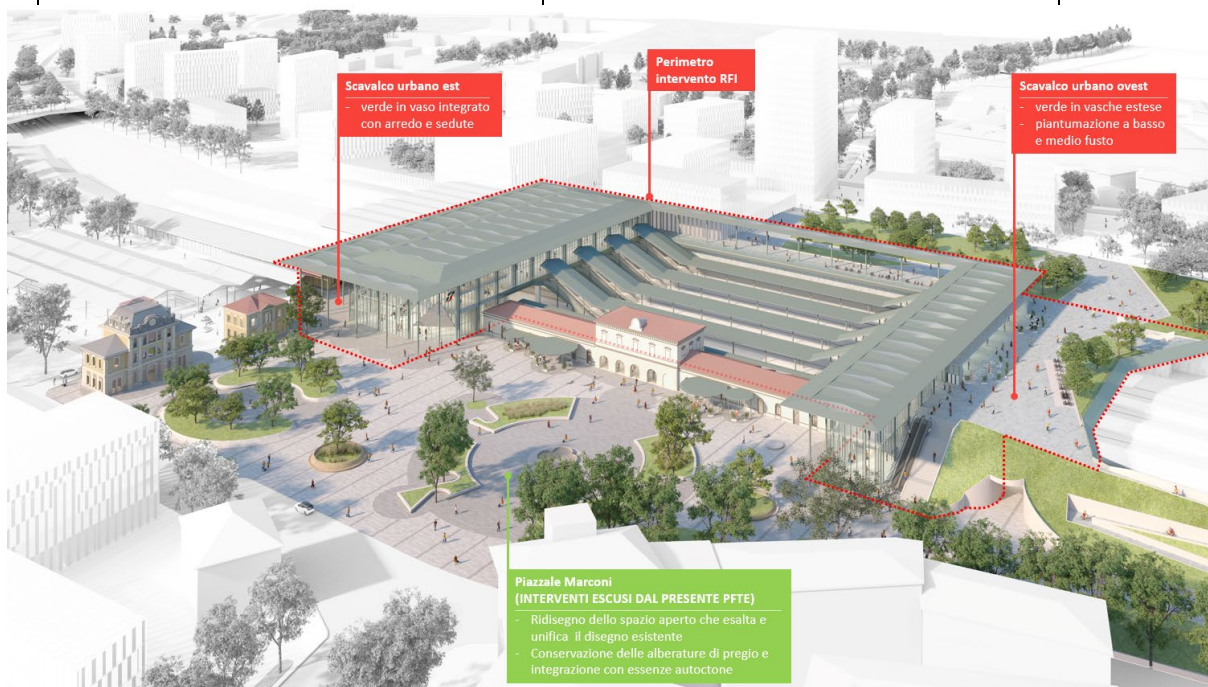 Perimetro
intervento RFI
Scavalco urbano est
- verde in vaso integrato
con arredo e sedute
Scavalco urbano ovest
- verde in vasche estese
- piantumazione a basso
e medio fusto
Piazzale Marconi
(INTERVENTI ESCUSI DAL PRESENTE PFTE)
- Ridisegno dello spazio aperto che esalta e
unifica il disegno esistente
- Conservazione delle alberature di pregio e
integrazione con essenze autoctone